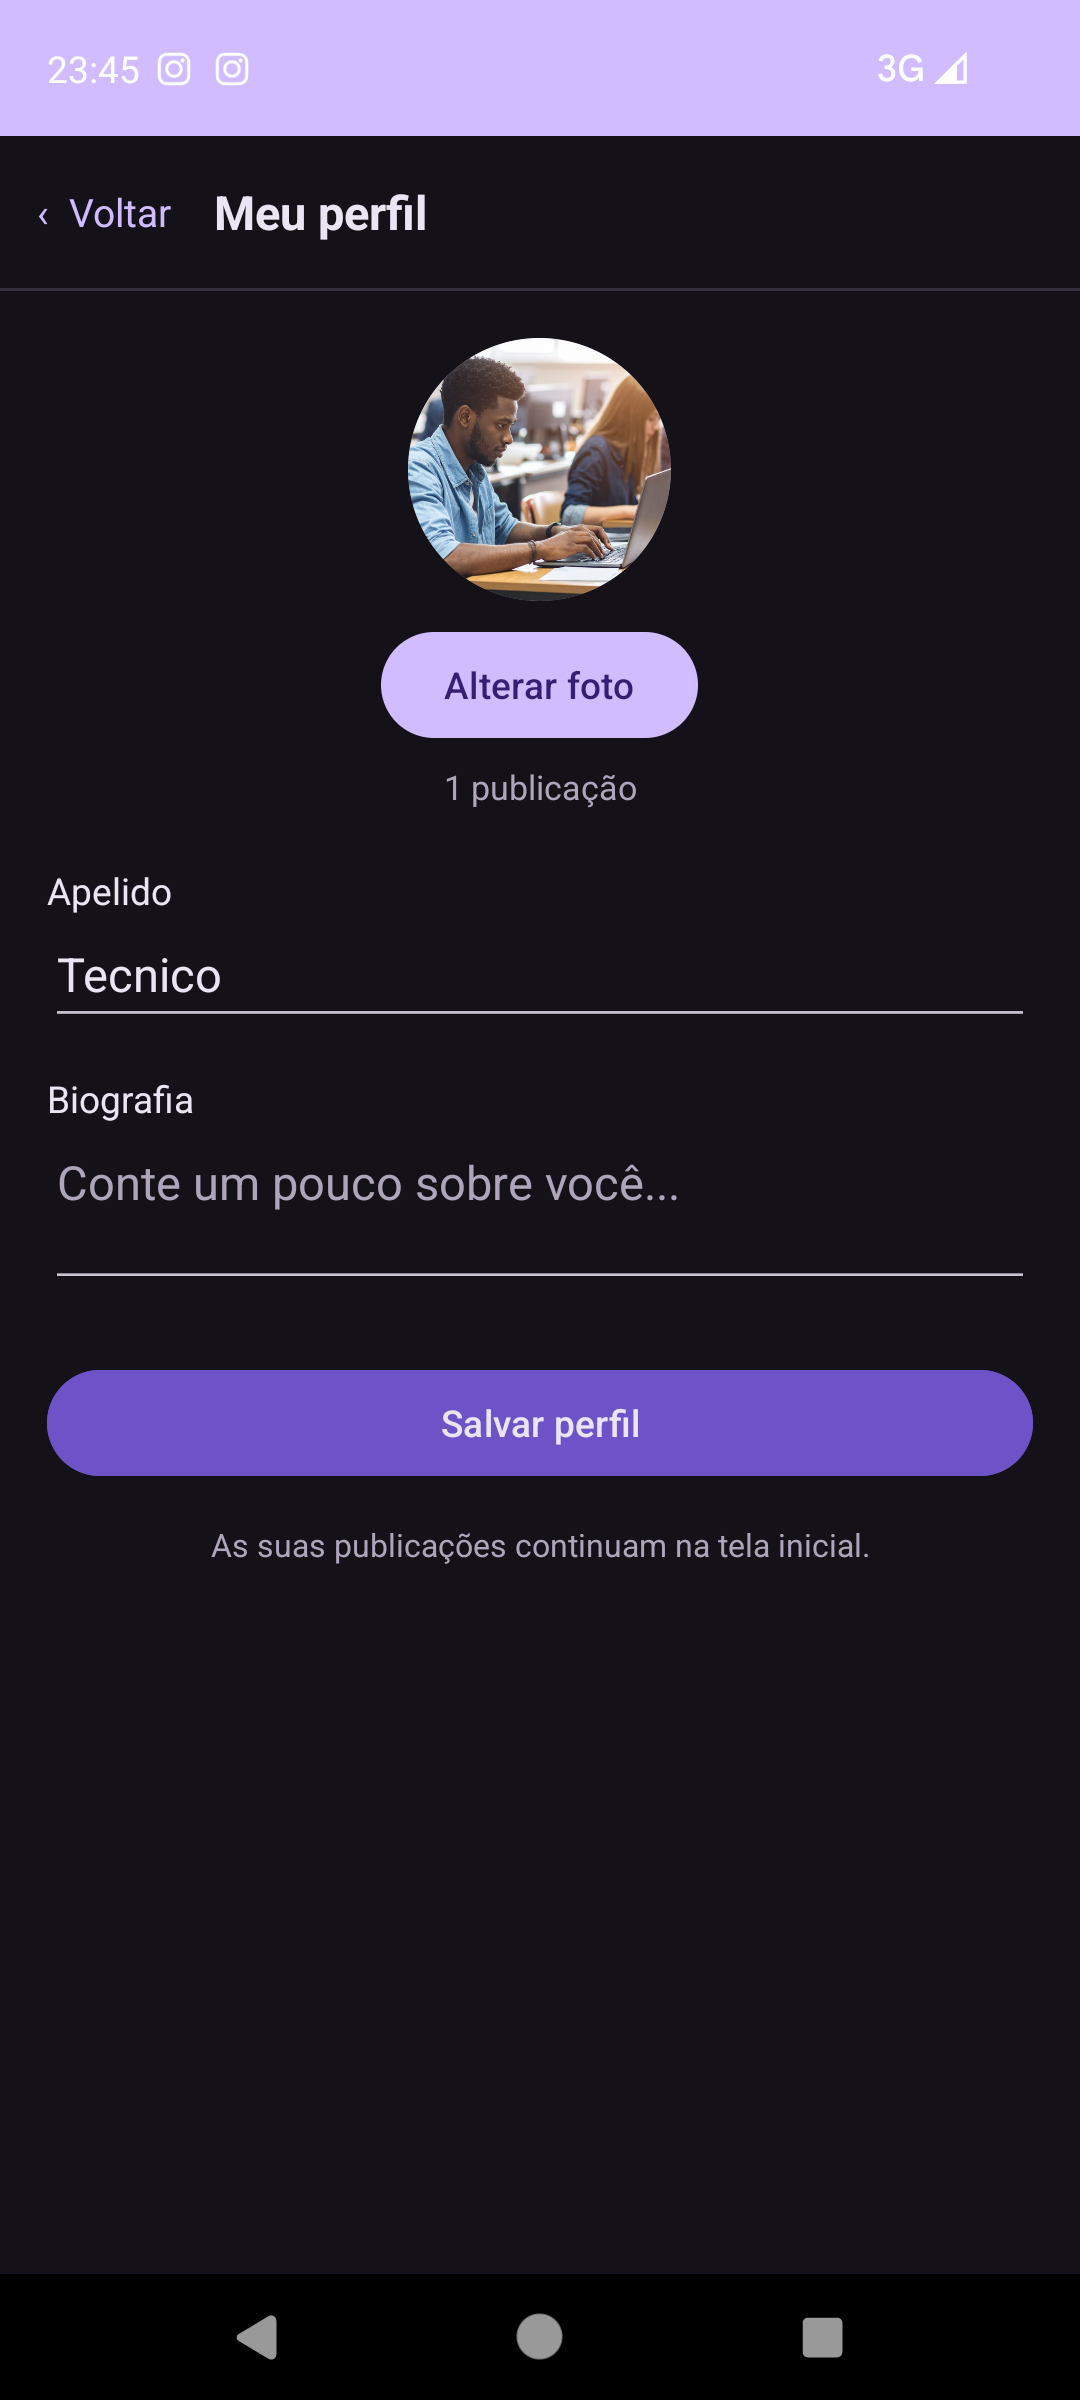 23:45
3G
‹ Voltar Meu perfil
Alterar foto
1 publicação
Apelido
Tecnico
Biografia
Conte um pouco sobre você...
Salvar perfil
As suas publicações continuam na tela inicial.